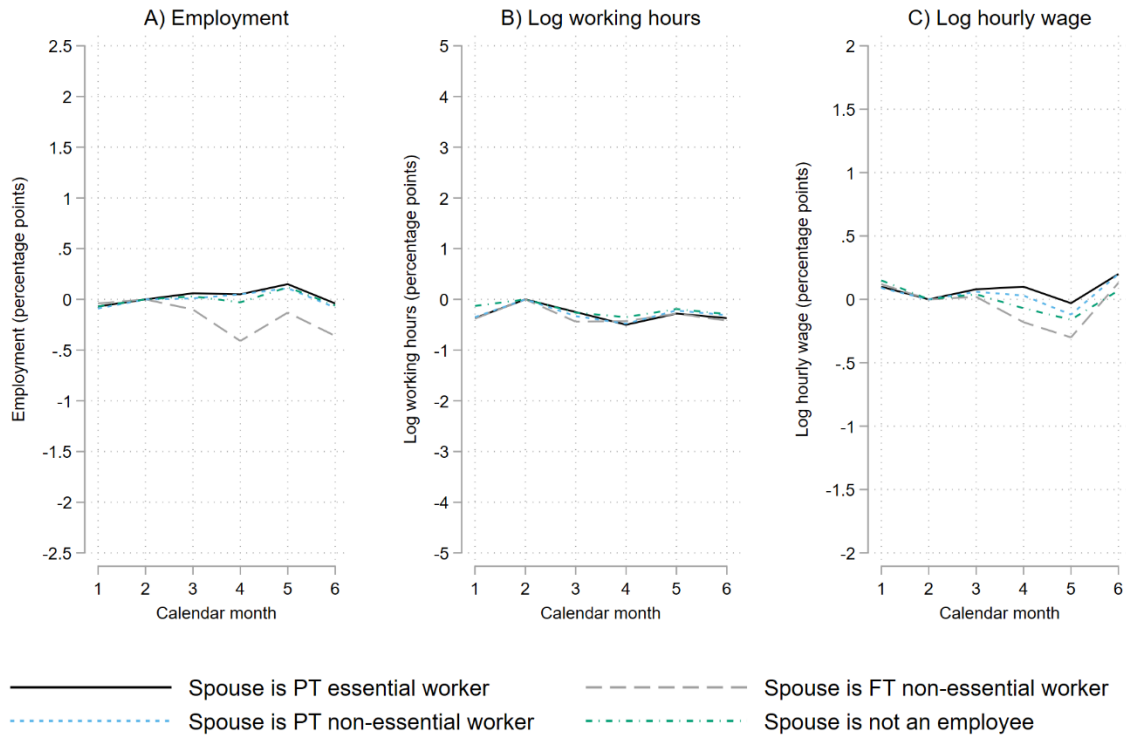 A) Employment
2.5
2
1.5
1
.5
0
-.5
-1
-1.5
-2
-2.5
Employment (percentage points)
1 2 3 4 5 6
Calendar month
B) Log working hours
5
4
3
2
1
0
-1
-2
-3
-4
-5
Log working hours (percentage points)
1 2 3 4 5 6
Calendar month
C) Log hourly wage
2
1.5
1
.5
0
-.5
-1
-1.5
-2
Log hourly wage (percentage points)
1 2 3 4 5 6
Calendar month
Spouse is PT essential worker
Spouse is FT non-essential worker
Spouse is PT non-essential worker
Spouse is not an employee